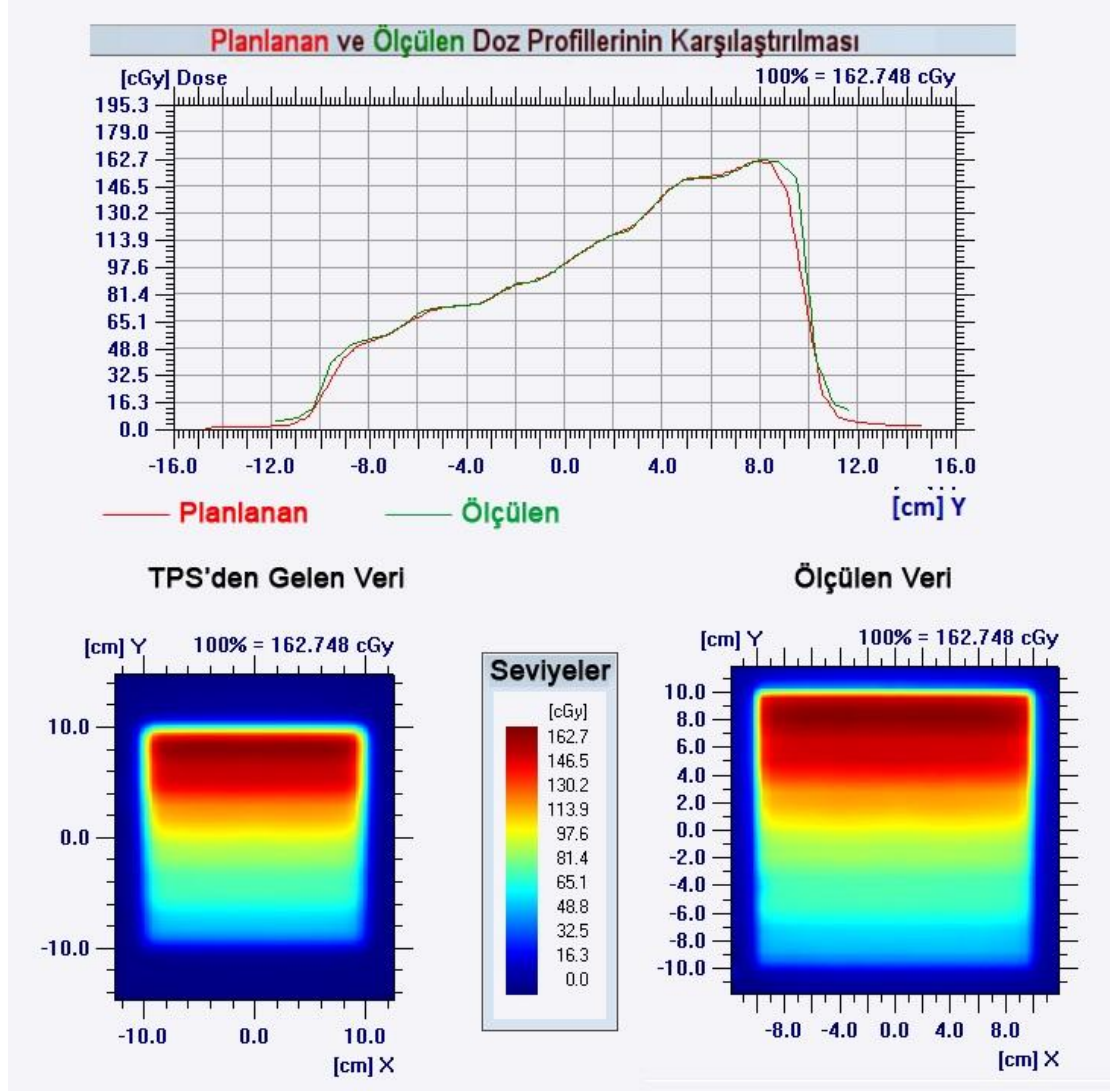 Planlanan ve Ölçülen Doz Profillerinin Karşılaştırılması
[cGy] Dose 100% = 162.748 cGy
195.3
179.0
162.7
146.5
130.2
113.9
97.6
81.4
65.1
48.8
32.5
16.3
0.0
-16.0 -12.0 -8.0 -4.0 0.0 4.0 8.0 12.0 16.0
[cm] Y
Planlanan Ölçülen
TPS'den Gelen Veri
[cm] Y 100% = 162.748 cGy
10.0
0.0
-10.0
-10.0 0.0 10.0
[cm] X
Seviyeler
[cGy]
162.7
146.5
130.2
113.9
97.6
81.4
65.1
48.8
32.5
16.3
0.0
Ölçülen Veri
[cm] Y 100% = 162.748 cGy
10.0
8.0
6.0
4.0
2.0
0.0
-2.0
-4.0
-6.0
-8.0
-10.0
-8.0 -4.0 0.0 4.0 8.0
[cm] X